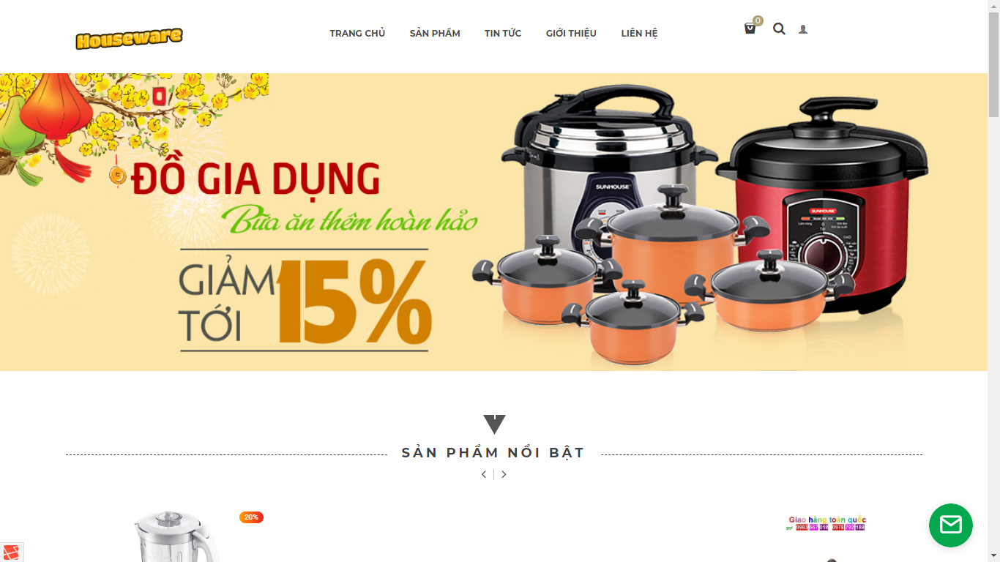 Houseware
TRANG CHỦ
SẢN PHẨM
TIN TỨC
GIỚI THIỆU
LIÊN HỆ
0
ĐỒ GIA DỤNG
Bữa ăn thêm hoàn hảo
GIẢM
TỚI
15%
SUNHOUSE
SUNHOUSE
SẢN PHẨM NỔI BẬT
20%
Giao hàng toàn quốc
gọi 0983 667 018 0978 792 188